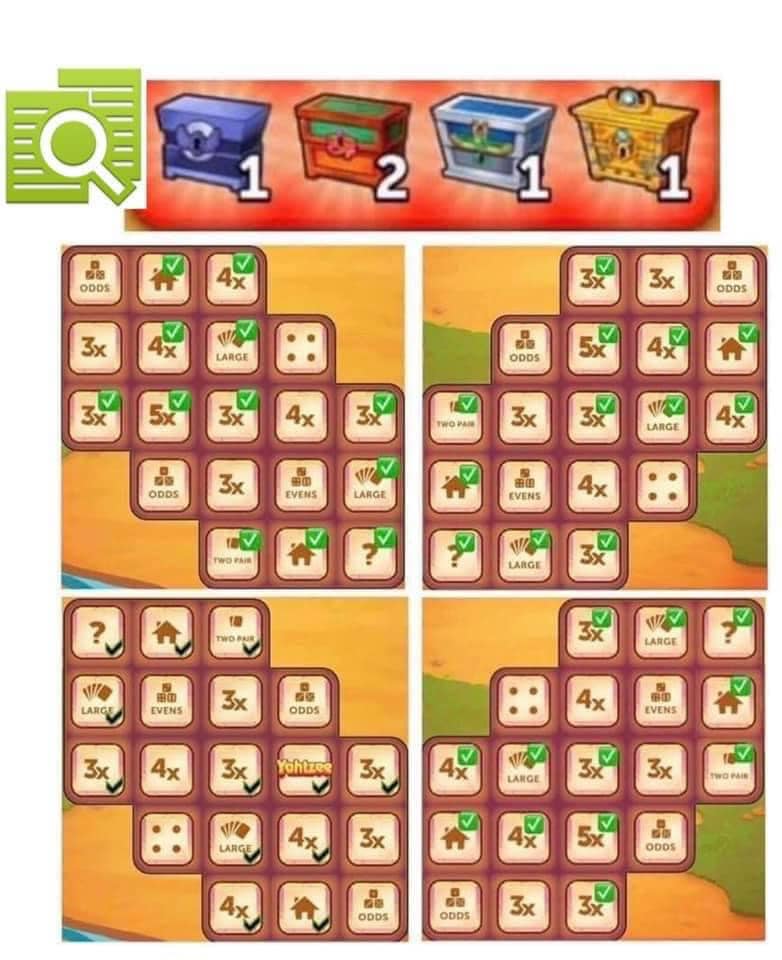 1 2 1 1
ODDS 4x
3x 4x LARGE
3x 5x 3x 4x 3x
ODDS 3x EVENS LARGE
TWO PAIR ?
3x 3x ODDS
ODDS 5x 4x
TWO PAIR 3x 3x LARGE 4x
EVENS 4x
? LARGE 3x
? TWO PAIR
LARGE EVENS 3x ODDS
3x 4x 3x Yahtzee 3x
LARGE 4x 3x
4x ODDS
3x LARGE ?
4x EVENS
4x LARGE 3x 3x TWO PAIR
4x 5x ODDS
ODDS 3x 3x